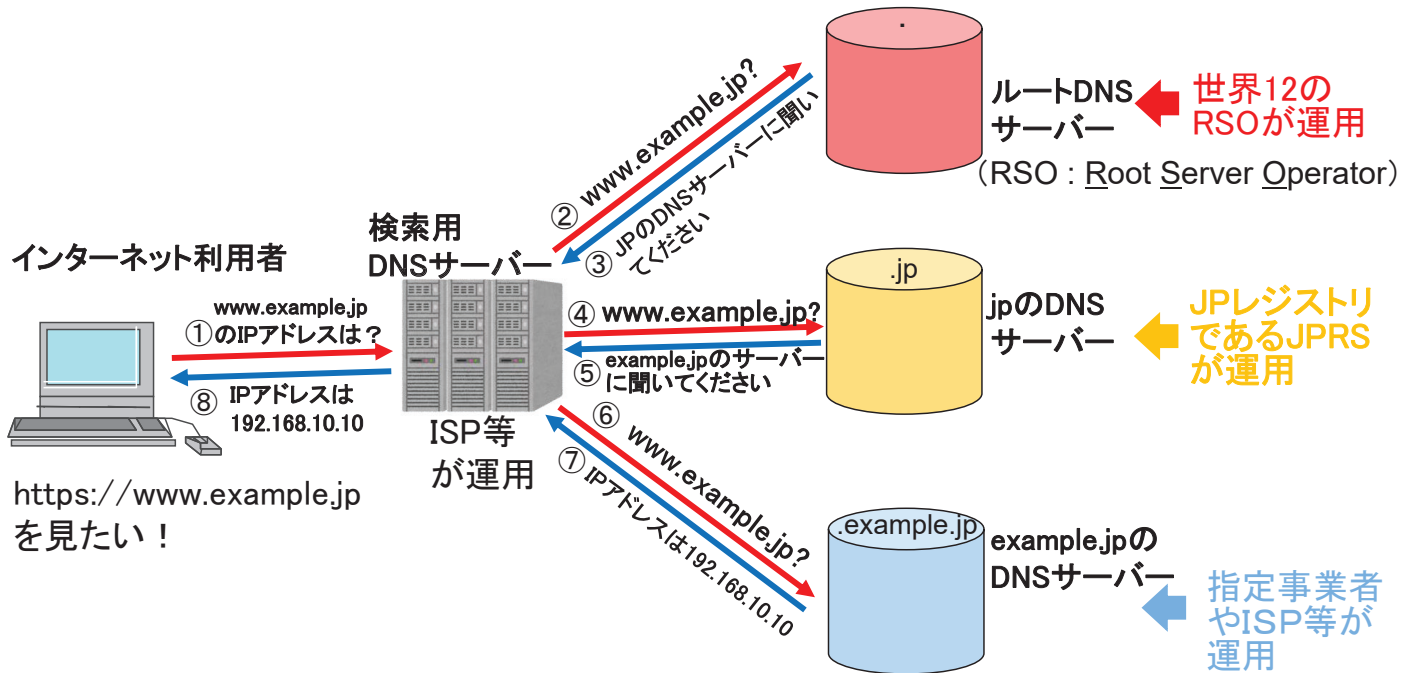 インターネット利用者
www.example.jp
①のIPアドレスは？
⑧ IPアドレスは
192.168.10.10
https://www.example.jp
を見たい！
検索用
DNSサーバー
ISP等
が運用
② www.example.jp?
③ JPのDNSサーバーに聞い
てください
.
ルートDNS
サーバー
世界12の
RSOが運用
（RSO : Root Server Operator）
④ www.example.jp?
⑤ example.jpのサーバー
に聞いてください
.jp
jpのDNS
サーバー
JPレジストリ
であるJPRS
が運用
⑥ www.example.jp?
⑦ IPアドレスは192.168.10.10
.example.jp
example.jpの
DNSサーバー
指定事業者
やISP等が
運用